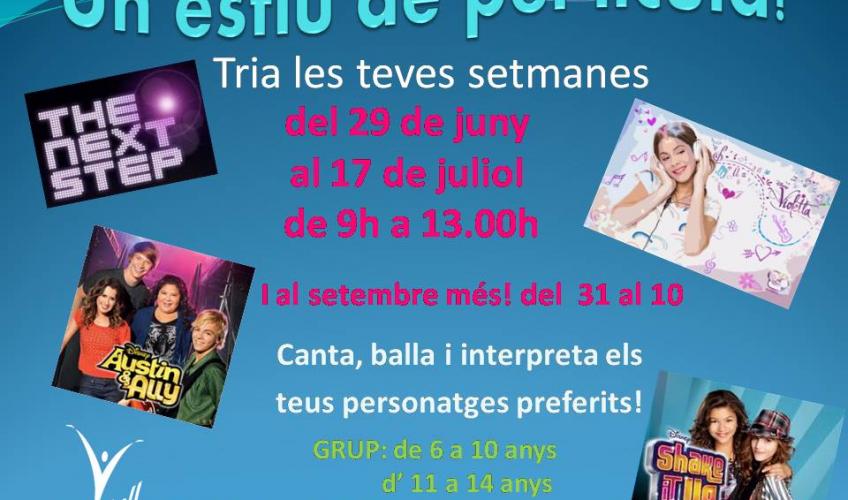 Un estiu de pel·lícula!
Tria les teves setmanes
del 29 de juny
al 17 de juliol
de 9h a 13.00h
I al setembre més! del 31 al 10
Canta, balla i interpreta els
teus personatges preferits!
GRUP: de 6 a 10 anys
d' 11 a 14 anys
THE
NEXT
STEP
Violetta
Disney
Austin
& Ally
Disney
Shake
it Up